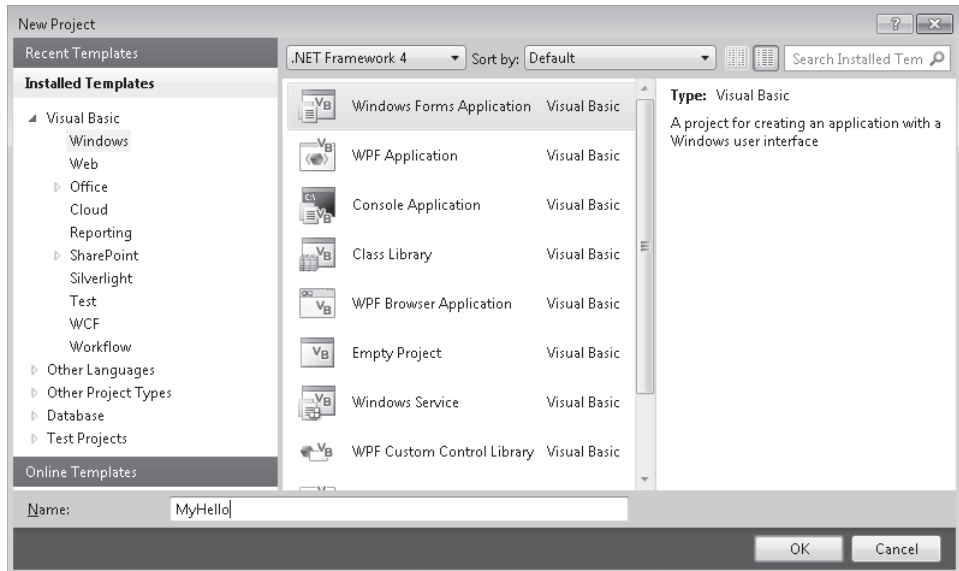 New Project
Recent Templates
Installed Templates
Visual Basic
Windows
Web
Office
Cloud
Reporting
SharePoint
Silverlight
Test
WCF
Workflow
Other Languages
Other Project Types
Database
Test Projects
Online Templates
.NET Framework 4
Sort by: Default
Search Installed Tem
Windows Forms Application Visual Basic
WPF Application Visual Basic
Console Application Visual Basic
Class Library Visual Basic
WPF Browser Application Visual Basic
Empty Project Visual Basic
Windows Service Visual Basic
WPF Custom Control Library Visual Basic
Type: Visual Basic
A project for creating an application with a
Windows user interface
Name: MyHello
OK Cancel